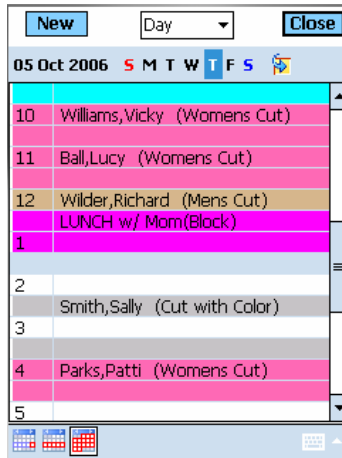 New Day Close
05 Oct 2006 S M T W T F S
10 Williams,Vicky (Womens Cut)
11 Ball,Lucy (Womens Cut)
12 Wilder,Richard (Mens Cut)
LUNCH w/ Mom(Block)
1
2
Smith,Sally (Cut with Color)
3
4 Parks,Patti (Womens Cut)
5